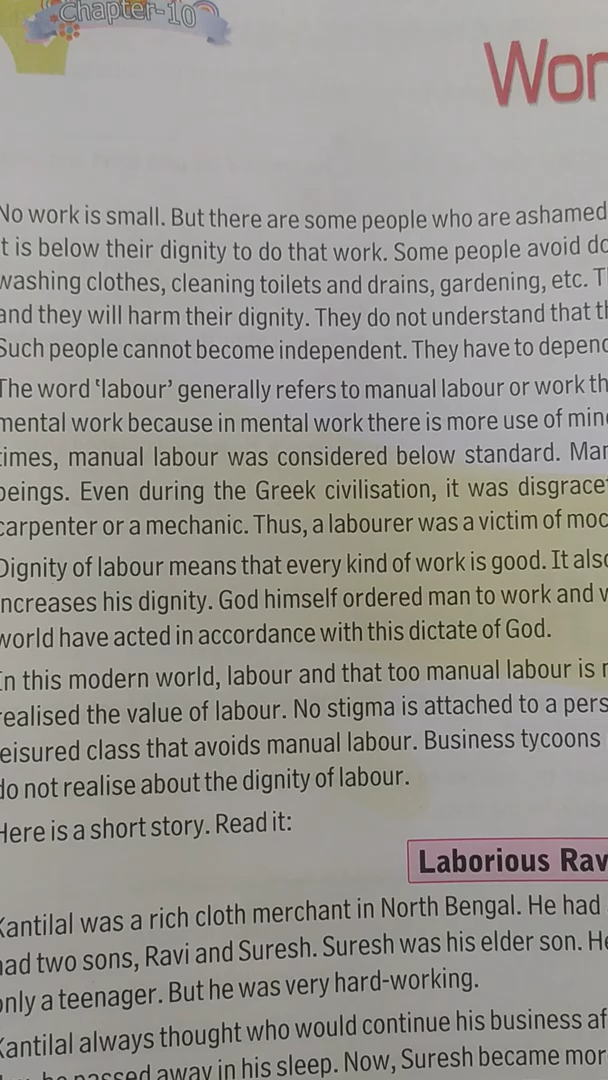 Chapter-10
Wor
No work is small. But there are some people who are ashamed
t is below their dignity to do that work. Some people avoid do
washing clothes, cleaning toilets and drains, gardening, etc. T
and they will harm their dignity. They do not understand that th
Such people cannot become independent. They have to depend
The word 'labour' generally refers to manual labour or work th
mental work because in mental work there is more use of mind
times, manual labour was considered below standard. Mar
beings. Even during the Greek civilisation, it was disgrace
carpenter or a mechanic. Thus, a labourer was a victim of moc
Dignity of labour means that every kind of work is good. It also
increases his dignity. God himself ordered man to work and w
world have acted in accordance with this dictate of God.
In this modern world, labour and that too manual labour is r
realised the value of labour. No stigma is attached to a pers
leisured class that avoids manual labour. Business tycoons
do not realise about the dignity of labour.
Here is a short story. Read it:
Laborious Rav
Kantilal was a rich cloth merchant in North Bengal. He had
had two sons, Ravi and Suresh. Suresh was his elder son. He
only a teenager. But he was very hard-working.
Kantilal always thought who would continue his business af
he passed away in his sleep. Now, Suresh became mor